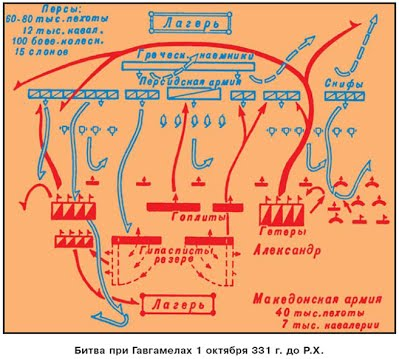 Персы:
60-80 тыс. пехоты
12 тыс. кавал.
100 боев. колесн.
15 слонов
Лагерь
Греческ. наемники
Персидская армия
Скифы
Гоплиты
Гетеры
Гипасписты
резерв
Александр
Лагерь
Македонская армия
40 тыс. пехоты
7 тыс. кавалерии
Битва при Гавгамелах 1 октября 331 г. до Р.Х.